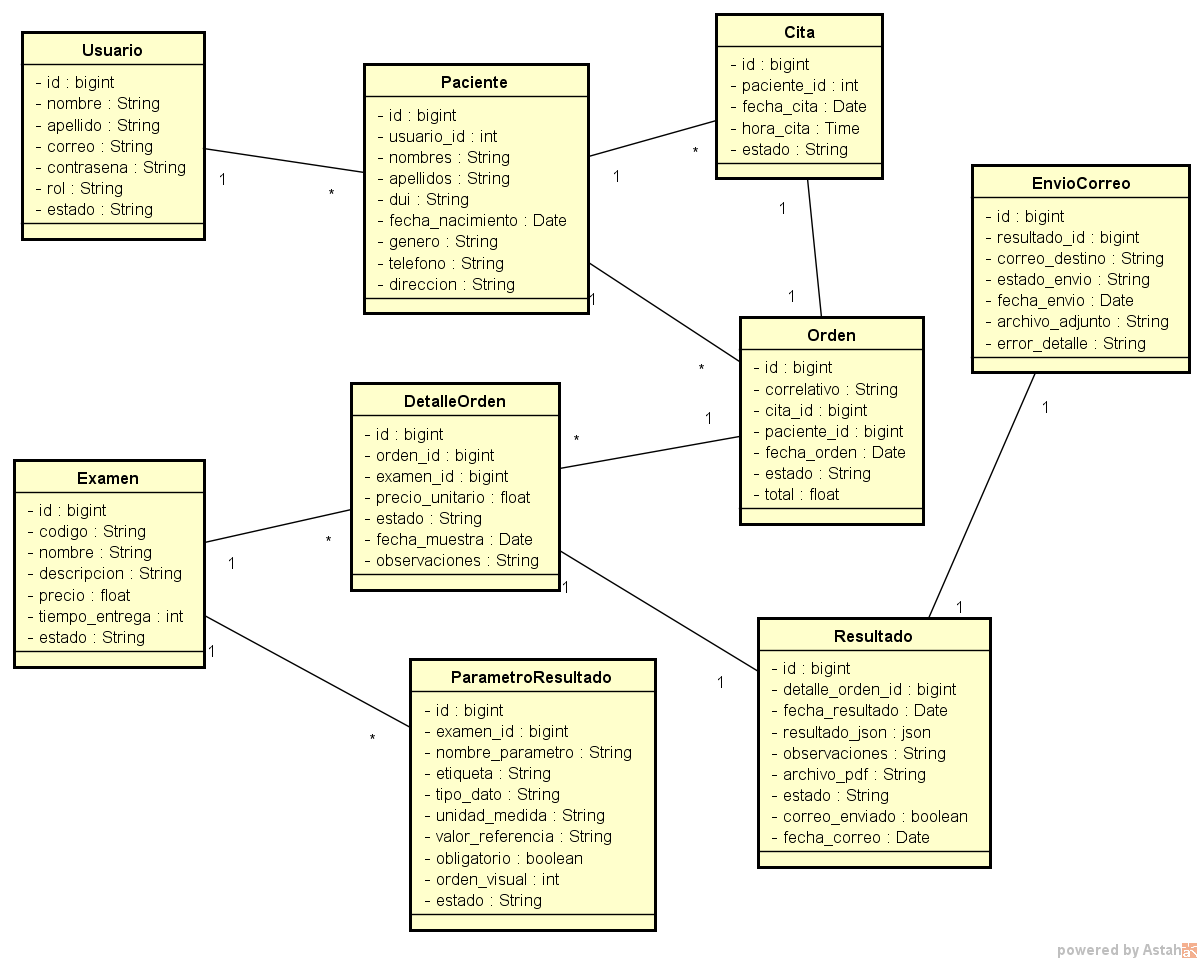 Usuario
- id : bigint
- nombre : String
- apellido : String
- correo : String
- contrasena : String
- rol : String
- estado : String
1
*
Paciente
- id : bigint
- usuario_id : int
- nombres : String
- apellidos : String
- dui : String
- fecha_nacimiento : Date
- genero : String
- telefono : String
- direccion : String
1
*
1
*
Cita
- id : bigint
- paciente_id : int
- fecha_cita : Date
- hora_cita : Time
- estado : String
1
1
EnvioCorreo
- id : bigint
- resultado_id : bigint
- correo_destino : String
- estado_envio : String
- fecha_envio : Date
- archivo_adjunto : String
- error_detalle : String
1
1
Orden
- id : bigint
- correlativo : String
- cita_id : bigint
- paciente_id : bigint
- fecha_orden : Date
- estado : String
- total : float
1
*
DetalleOrden
- id : bigint
- orden_id : bigint
- examen_id : bigint
- precio_unitario : float
- estado : String
- fecha_muestra : Date
- observaciones : String
1
1
Examen
- id : bigint
- codigo : String
- nombre : String
- descripcion : String
- precio : float
- tiempo_entrega : int
- estado : String
1
*
1
*
ParametroResultado
- id : bigint
- examen_id : bigint
- nombre_parametro : String
- etiqueta : String
- tipo_dato : String
- unidad_medida : String
- valor_referencia : String
- obligatorio : boolean
- orden_visual : int
- estado : String
Resultado
- id : bigint
- detalle_orden_id : bigint
- fecha_resultado : Date
- resultado_json : json
- observaciones : String
- archivo_pdf : String
- estado : String
- correo_enviado : boolean
- fecha_correo : Date
powered by Astah